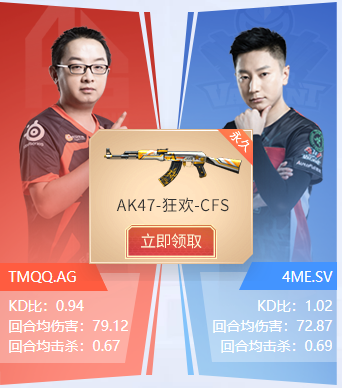 永久
AK47-狂欢-CFS
立即领取
TMQQ.AG
KD比：0.94
回合均伤害：79.12
回合均击杀：0.67
4ME.SV
KD比：1.02
回合均伤害：72.87
回合均击杀：0.69